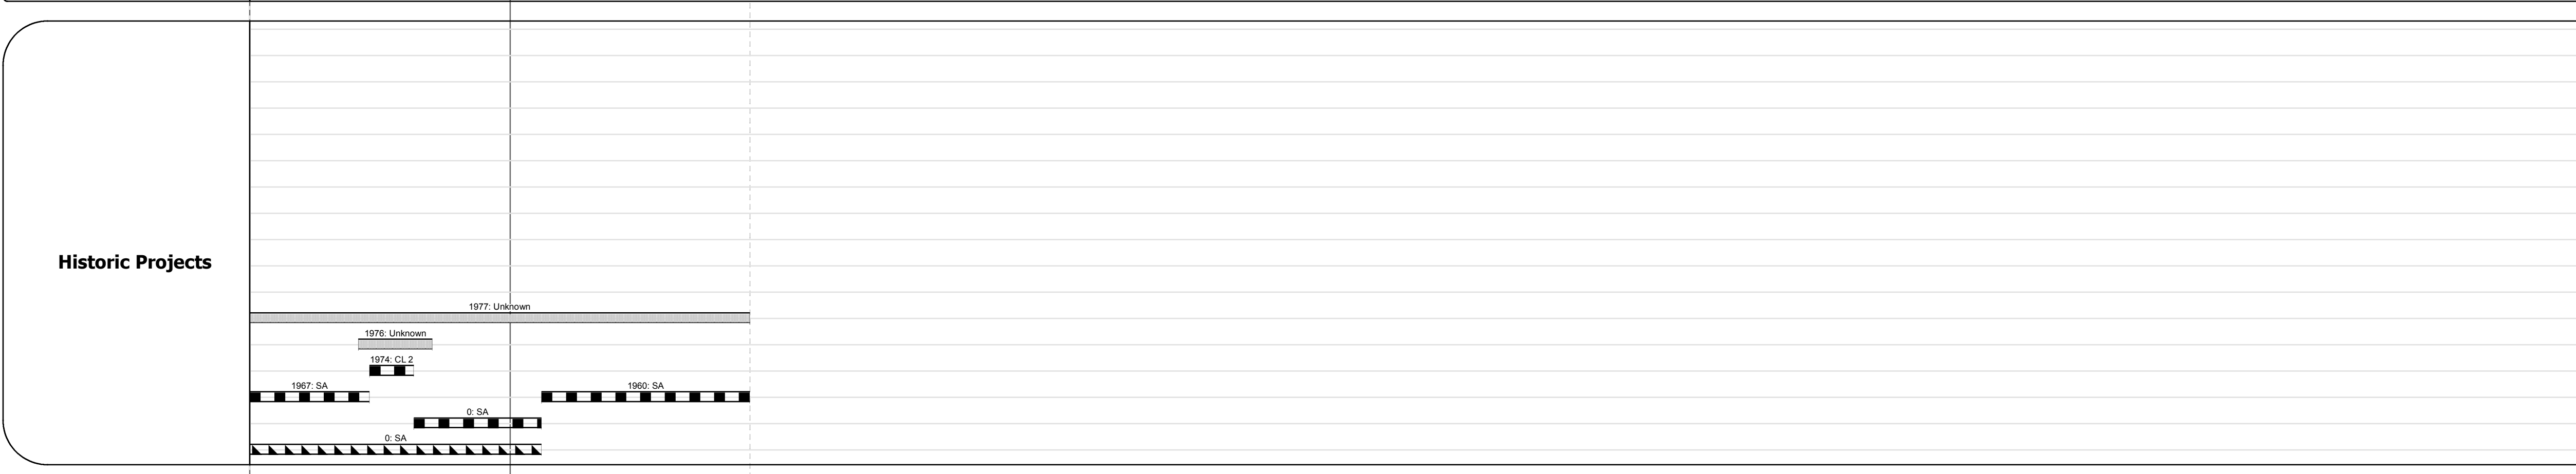 Historic Projects
1977: Unknown
1976: Unknown
1974: CL 2
1967: SA
1960: SA
0: SA
0: SA